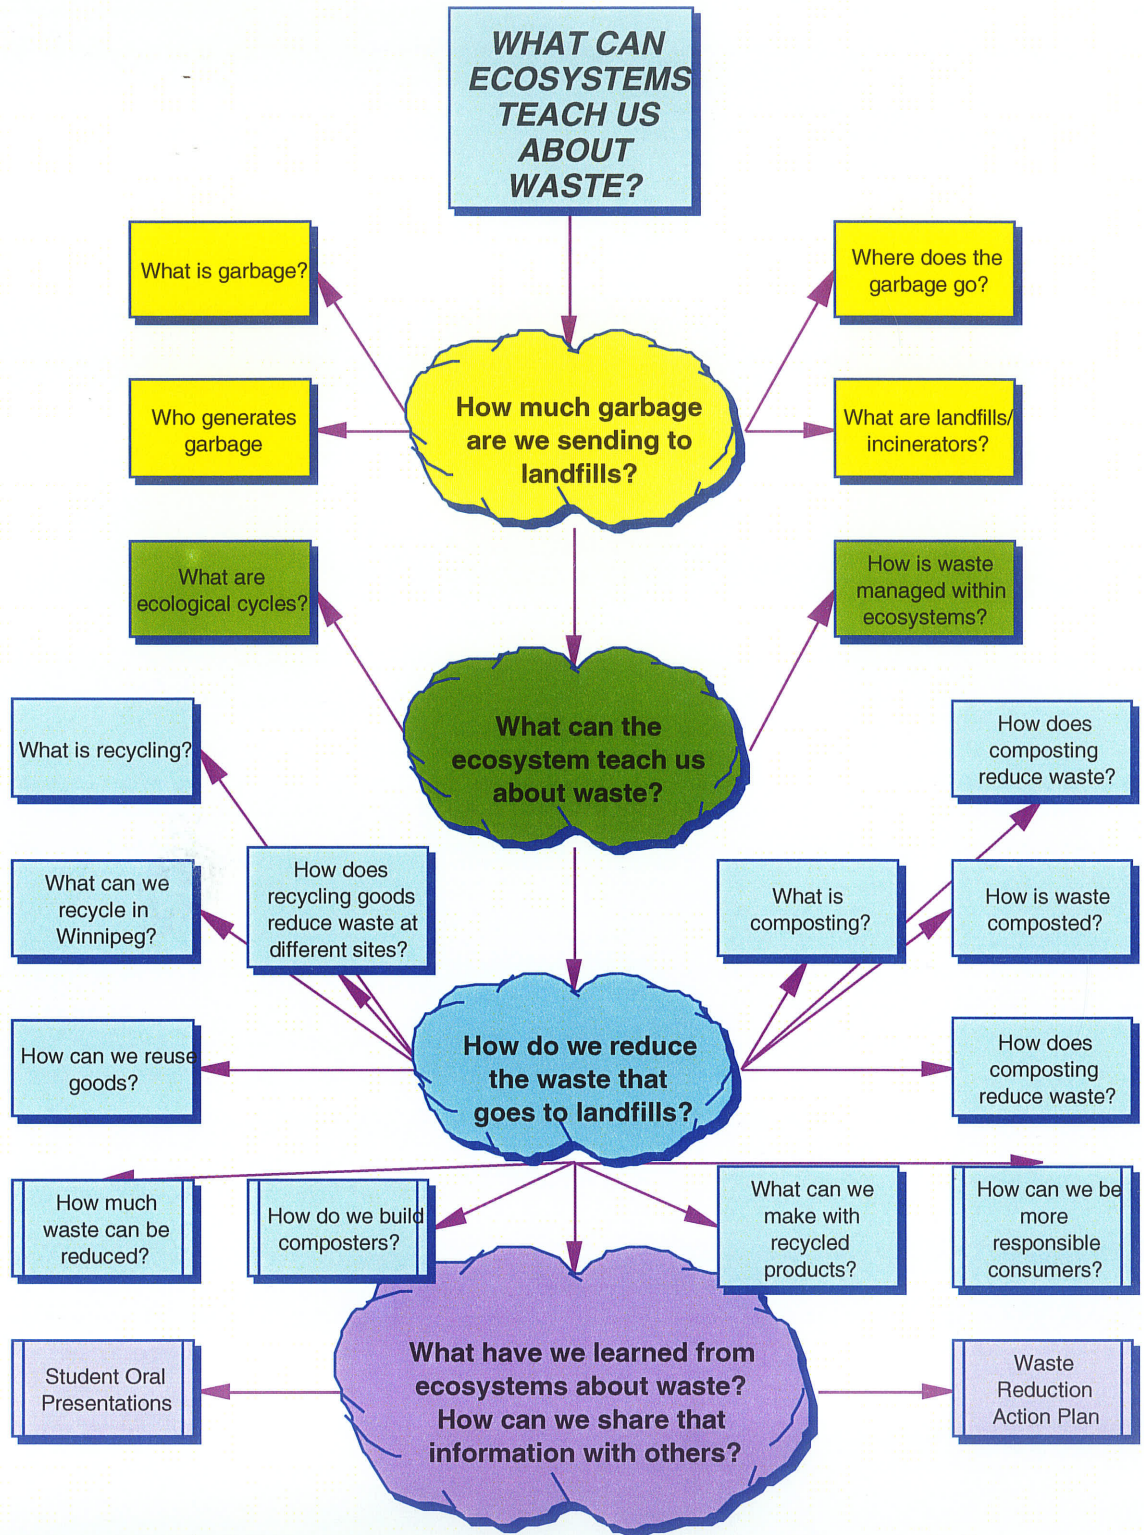 WHAT CAN
ECOSYSTEMS
TEACH US
ABOUT
WASTE?
What is garbage?
Where does the
garbage go?
Who generates
garbage
How much garbage
are we sending to
landfills?
What are landfills/
incinerators?
What are
ecological cycles?
How is waste
managed within
ecosystems?
What can the
ecosystem teach us
about waste?
What is recycling?
How does
composting
reduce waste?
What can we
recycle in
Winnipeg?
How does
recycling goods
reduce waste at
different sites?
What is
composting?
How is waste
composted?
How can we reuse
goods?
How do we reduce
the waste that
goes to landfills?
How does
composting
reduce waste?
How much
waste can be
reduced?
How do we build
composters?
What can we
make with
recycled
products?
How can we be
more
responsible
consumers?
Student Oral
Presentations
What have we learned from
ecosystems about waste?
How can we share that
information with others?
Waste
Reduction
Action Plan